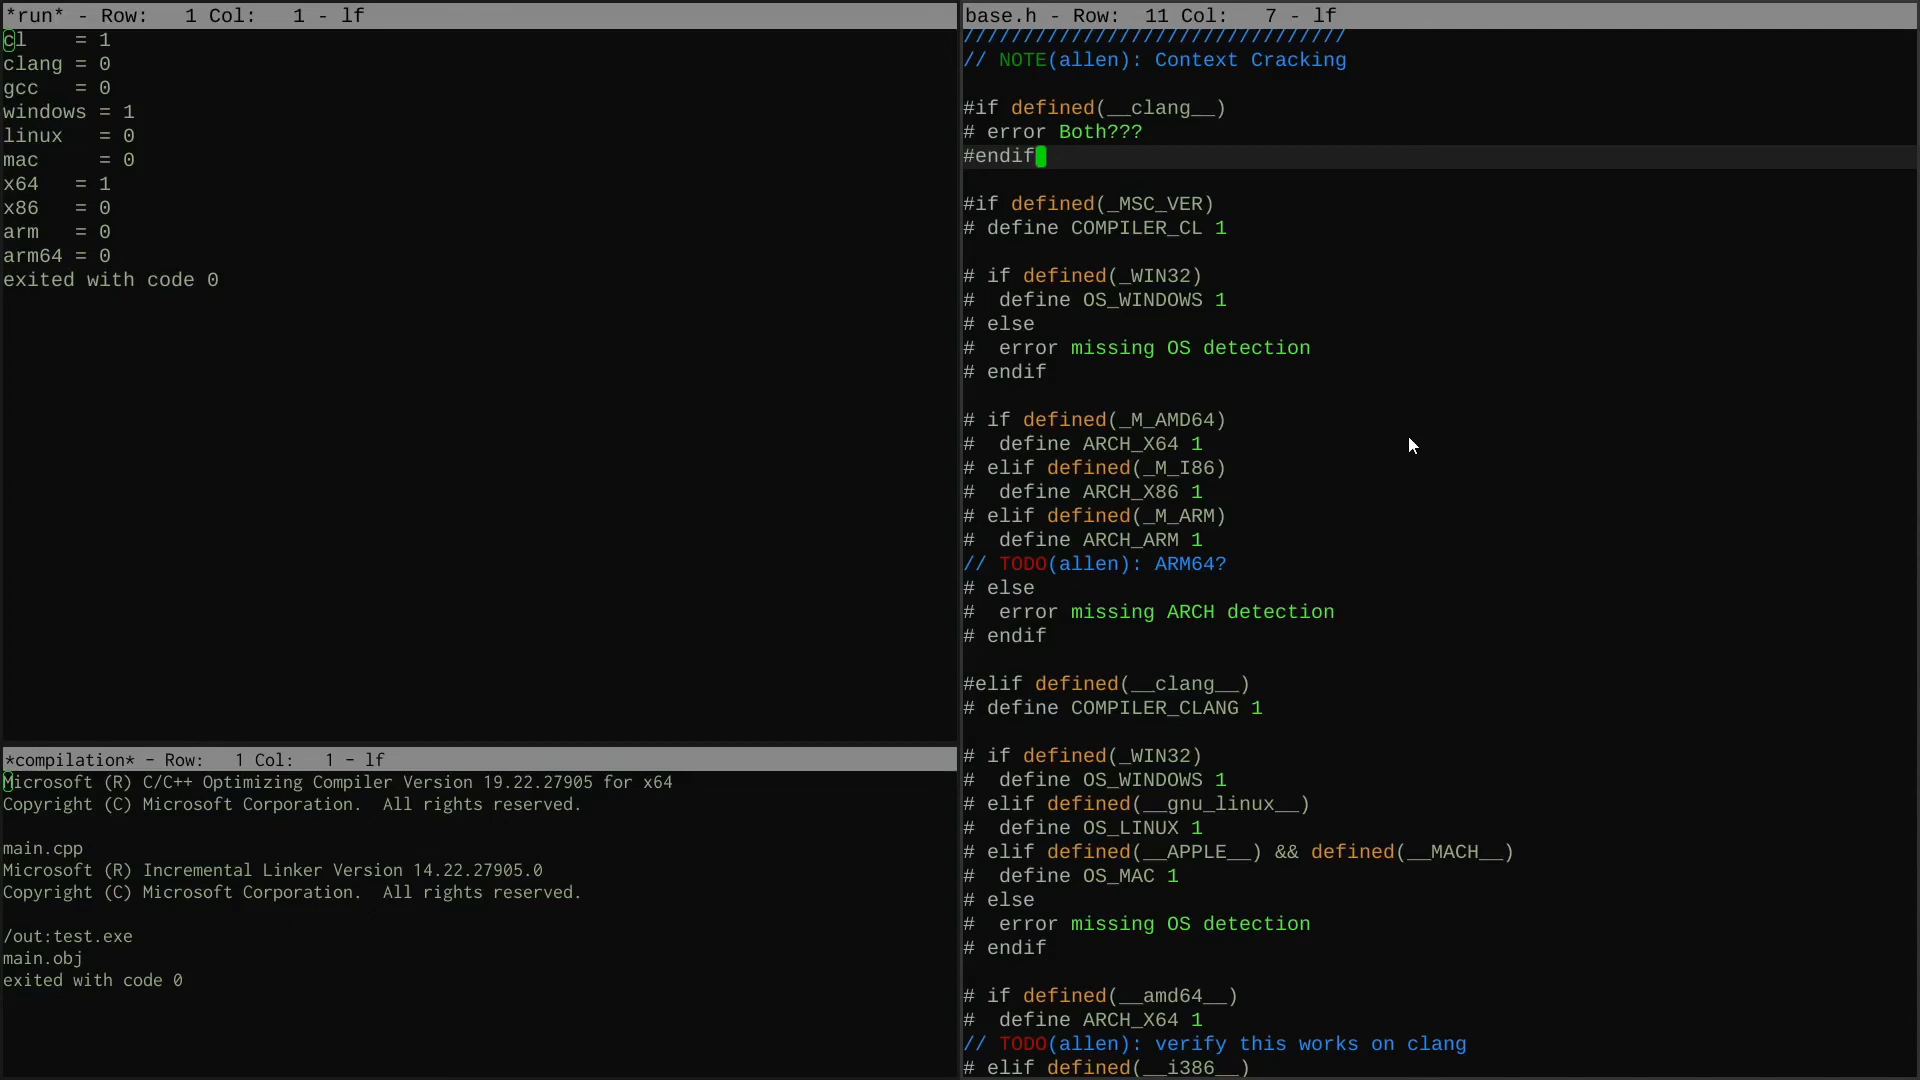 *run* - Row:   1 Col:   1 - lf
cl    = 1
clang = 0
gcc   = 0
windows = 1
linux   = 0
mac     = 0
x64   = 1
x86   = 0
arm   = 0
arm64 = 0
exited with code 0
*compilation* - Row:   1 Col:   1 - lf
Microsoft (R) C/C++ Optimizing Compiler Version 19.22.27905 for x64
Copyright (C) Microsoft Corporation.  All rights reserved.
main.cpp
Microsoft (R) Incremental Linker Version 14.22.27905.0
Copyright (C) Microsoft Corporation.  All rights reserved.
/out:test.exe
main.obj
exited with code 0
base.h - Row:  11 Col:   7 - lf
////////////////////////////////
// NOTE(allen): Context Cracking
#if defined(__clang__)
# error Both???
#endif
#if defined(_MSC_VER)
# define COMPILER_CL 1
# if defined(_WIN32)
#  define OS_WINDOWS 1
# else
#  error missing OS detection
# endif
# if defined(_M_AMD64)
#  define ARCH_X64 1
# elif defined(_M_I86)
#  define ARCH_X86 1
# elif defined(_M_ARM)
#  define ARCH_ARM 1
// TODO(allen): ARM64?
# else
#  error missing ARCH detection
# endif
#elif defined(__clang__)
# define COMPILER_CLANG 1
# if defined(_WIN32)
#  define OS_WINDOWS 1
# elif defined(__gnu_linux__)
#  define OS_LINUX 1
# elif defined(__APPLE__) && defined(__MACH__)
#  define OS_MAC 1
# else
#  error missing OS detection
# endif
# if defined(__amd64__)
#  define ARCH_X64 1
// TODO(allen): verify this works on clang
# elif defined(__i386__)